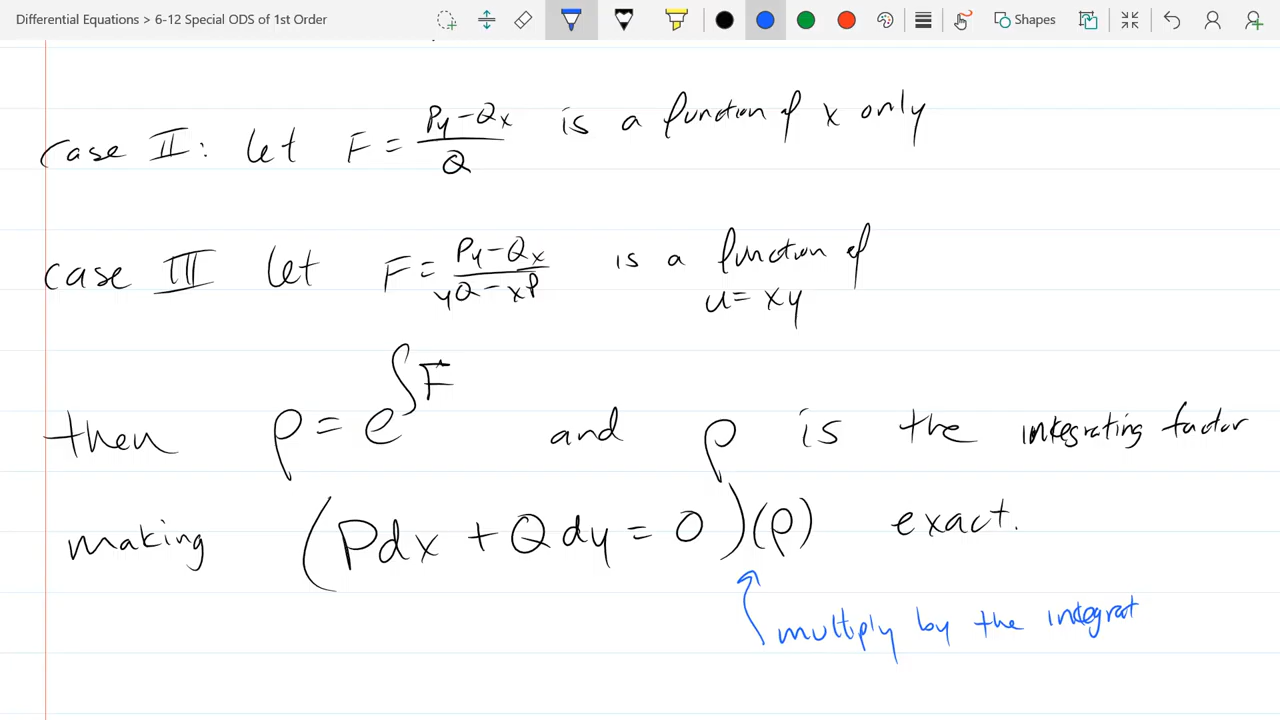 Differential Equations > 6-12 Special ODS of 1st Order
Shapes
case II: let F = (Py - Qx)/Q is a function of x only
case III let F = (Py - Qx)/(yQ - xP) is a function of
u = xy
then ρ = e^∫F and ρ is the integrating factor
making (Pdx + Qdy = 0)(ρ) exact.
multiply by the integrat